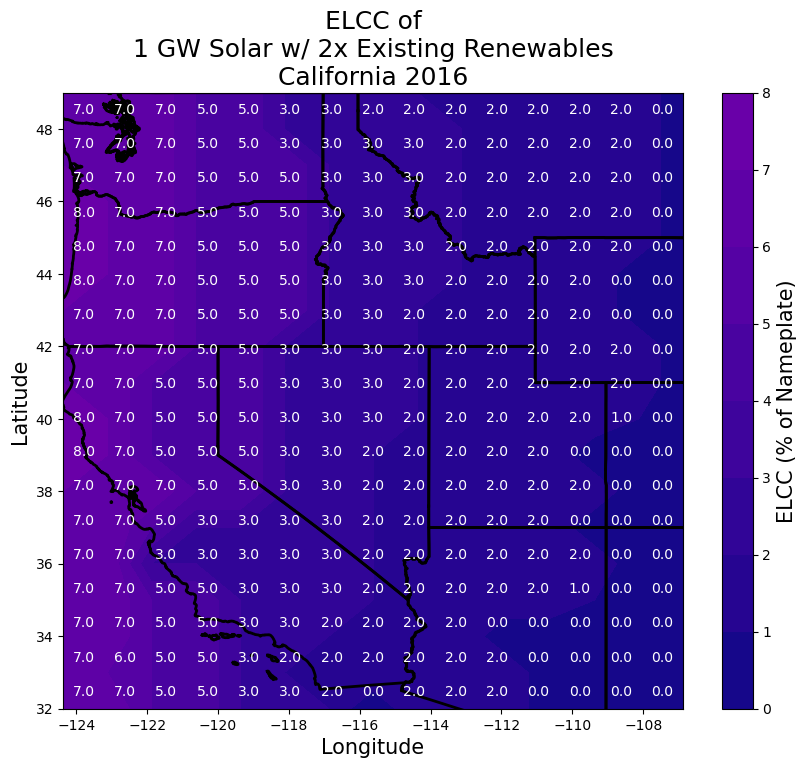 ELCC of
1 GW Solar w/ 2x Existing Renewables
California 2016
7.0 7.0 7.0 5.0 5.0 3.0 3.0 2.0 2.0 2.0 2.0 2.0 2.0 2.0 0.0
7.0 7.0 7.0 5.0 5.0 3.0 3.0 3.0 3.0 2.0 2.0 2.0 2.0 2.0 0.0
7.0 7.0 7.0 5.0 5.0 5.0 3.0 3.0 3.0 2.0 2.0 2.0 2.0 2.0 0.0
8.0 7.0 7.0 5.0 5.0 5.0 3.0 3.0 3.0 2.0 2.0 2.0 2.0 2.0 0.0
8.0 7.0 7.0 5.0 5.0 5.0 3.0 3.0 3.0 2.0 2.0 2.0 2.0 2.0 0.0
8.0 7.0 7.0 5.0 5.0 5.0 3.0 3.0 3.0 2.0 2.0 2.0 2.0 0.0 0.0
7.0 7.0 7.0 5.0 5.0 5.0 3.0 3.0 2.0 2.0 2.0 2.0 2.0 0.0 0.0
7.0 7.0 7.0 5.0 5.0 3.0 3.0 3.0 2.0 2.0 2.0 2.0 2.0 2.0 0.0
7.0 7.0 5.0 5.0 5.0 3.0 3.0 3.0 2.0 2.0 2.0 2.0 2.0 2.0 0.0
8.0 7.0 5.0 5.0 5.0 3.0 3.0 3.0 2.0 2.0 2.0 2.0 2.0 1.0 0.0
8.0 7.0 5.0 5.0 5.0 3.0 3.0 2.0 2.0 2.0 2.0 2.0 0.0 0.0 0.0
7.0 7.0 7.0 5.0 5.0 3.0 3.0 2.0 2.0 2.0 2.0 2.0 2.0 0.0 0.0
7.0 7.0 5.0 3.0 3.0 3.0 3.0 2.0 2.0 2.0 2.0 2.0 0.0 0.0 0.0
7.0 7.0 3.0 3.0 3.0 3.0 3.0 2.0 2.0 2.0 2.0 2.0 2.0 0.0 0.0
7.0 7.0 5.0 5.0 3.0 3.0 3.0 2.0 2.0 2.0 2.0 2.0 1.0 0.0 0.0
7.0 7.0 5.0 5.0 3.0 3.0 2.0 2.0 2.0 2.0 0.0 0.0 0.0 0.0 0.0
7.0 6.0 5.0 5.0 3.0 2.0 2.0 2.0 2.0 2.0 2.0 0.0 0.0 0.0 0.0
7.0 7.0 5.0 5.0 3.0 3.0 2.0 0.0 2.0 2.0 2.0 0.0 0.0 0.0 0.0
48
46
44
42
40
38
36
34
32
Latitude
−124 −122 −120 −118 −116 −114 −112 −110 −108
Longitude
8
7
6
5
4
3
2
1
0
ELCC (% of Nameplate)